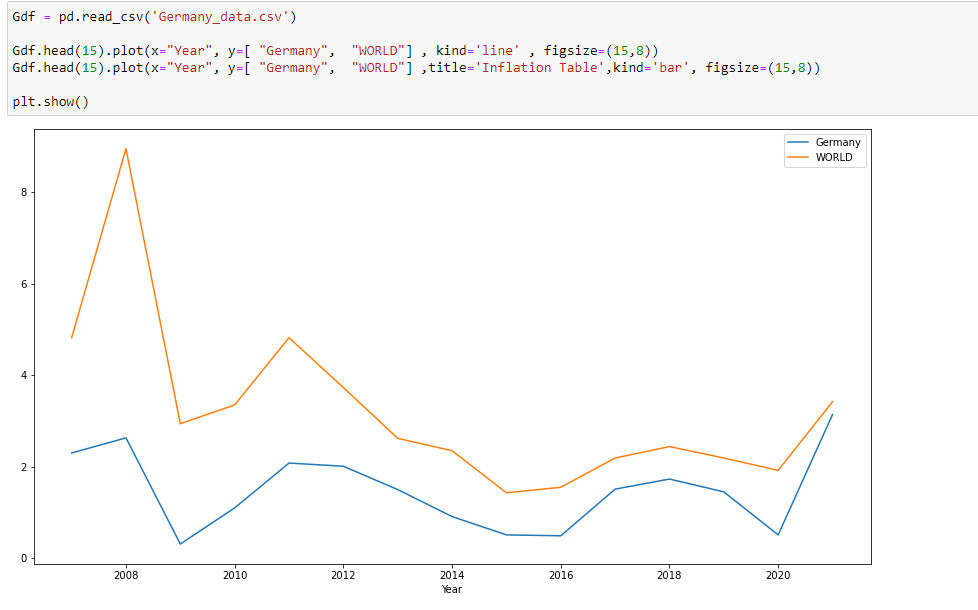 Gdf = pd.read_csv('Germany_data.csv')
Gdf.head(15).plot(x="Year", y=[ "Germany",  "WORLD"] , kind='line' , figsize=(15,8))
Gdf.head(15).plot(x="Year", y=[ "Germany",  "WORLD"] ,title='Inflation Table',kind='bar', figsize=(15,8))
plt.show()
Germany
WORLD
8
6
4
2
0
2008 2010 2012 2014 2016 2018 2020
Year